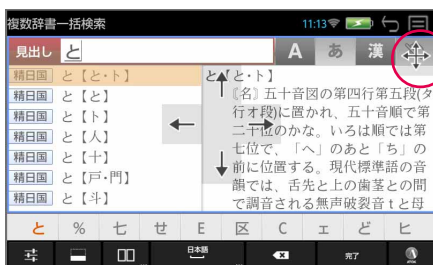 複数辞書一括検索 11:13
見出し と A あ 漢
精日国 と【と・ト】
精日国 と【と】
精日国 と【ト】
精日国 と【人】
精日国 と【十】
精日国 と【戸・門】
精日国 と【斗】
と【と・ト】
〘名〙五十音図の第四行第五段(タ
行オ段)に置かれ、五十音順で第
二十位のかな。いろは順では第
七位で、「へ」のあと「ち」の
前に位置する。現代標準語の音
韻では、舌先と上の歯茎との間
で調音される無声破裂音tと母
と % 七 せ E 区 C エ ど ヒ
日本語 完了